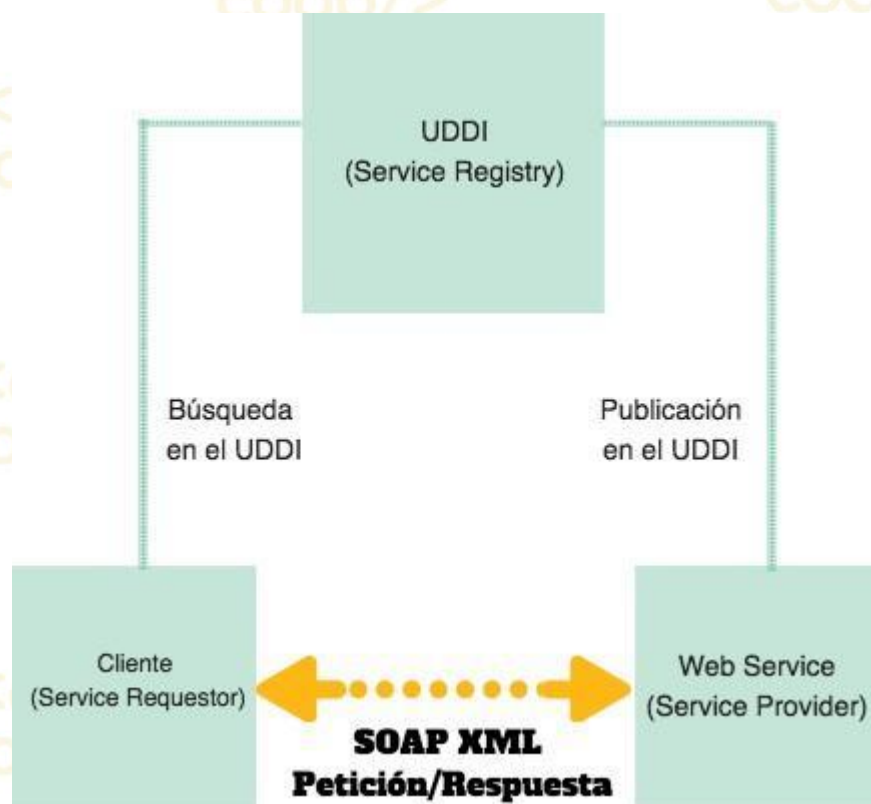 UDDI
(Service Registry)
Búsqueda
en el UDDI
Publicación
en el UDDI
Cliente
(Service Requestor)
Web Service
(Service Provider)
SOAP XML
Petición/Respuesta